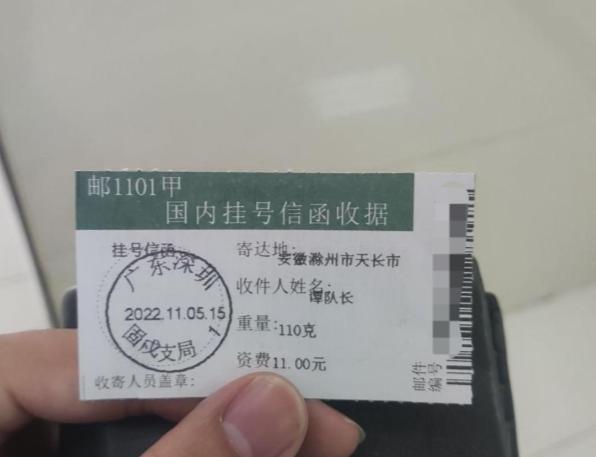 邮1101甲
国内挂号信函收据
挂号信函
寄达地:
安徽滁州市天长市
收件人姓名:
谭队长
重量:110克
资费11.00元
广东深圳
2022.11.05.15
1
固戍支局
收寄人员盖章:
邮件号
编